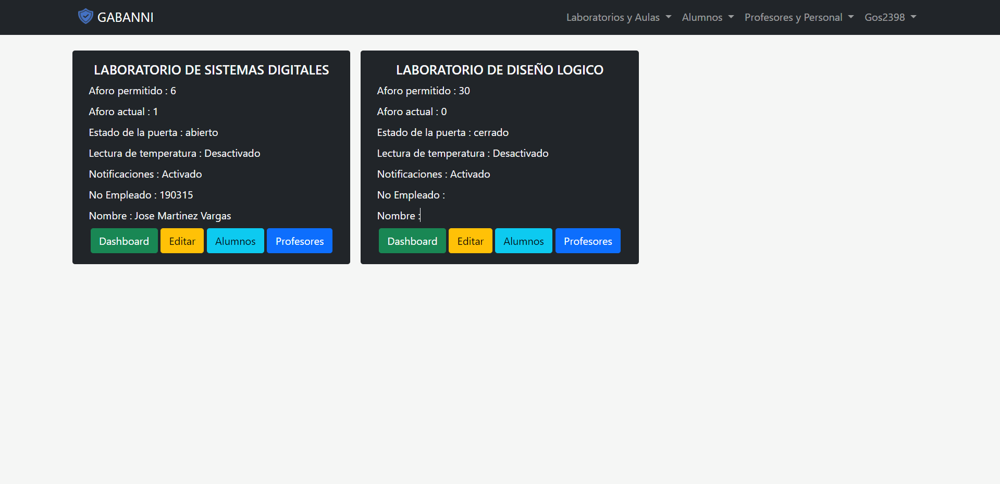 GABANNI
Laboratorios y Aulas Alumnos Profesores y Personal Gos2398
LABORATORIO DE SISTEMAS DIGITALES
Aforo permitido : 6
Aforo actual : 1
Estado de la puerta : abierto
Lectura de temperatura : Desactivado
Notificaciones : Activado
No Empleado : 190315
Nombre : Jose Martinez Vargas
Dashboard Editar Alumnos Profesores
LABORATORIO DE DISEÑO LOGICO
Aforo permitido : 30
Aforo actual : 0
Estado de la puerta : cerrado
Lectura de temperatura : Desactivado
Notificaciones : Activado
No Empleado :
Nombre :
Dashboard Editar Alumnos Profesores